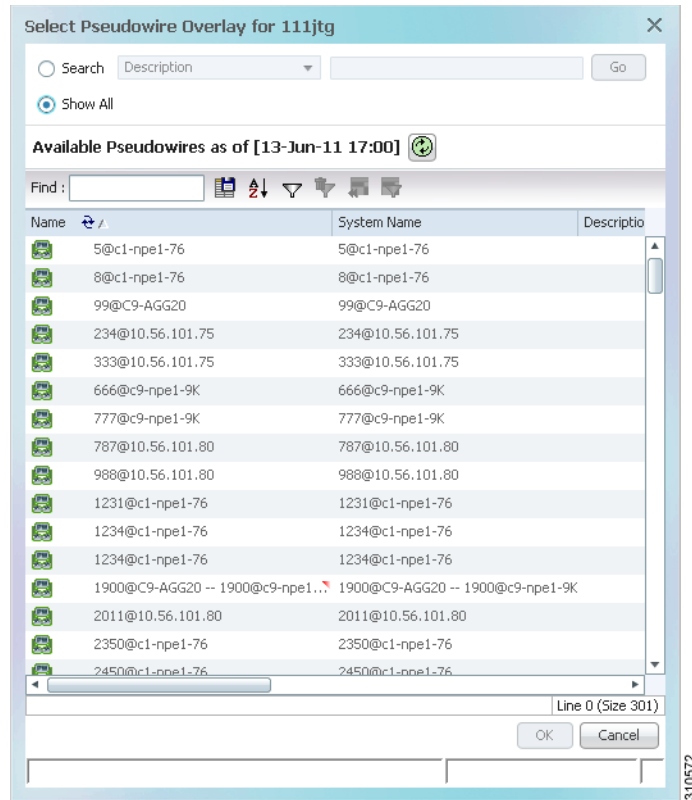 Select Pseudowire Overlay for 111jtg
Search Description Go
Show All
Available Pseudowires as of [13-Jun-11 17:00]
Find :
Name System Name Descriptio
5@c1-npe1-76 5@c1-npe1-76
8@c1-npe1-76 8@c1-npe1-76
99@C9-AGG20 99@C9-AGG20
234@10.56.101.75 234@10.56.101.75
333@10.56.101.75 333@10.56.101.75
666@c9-npe1-9K 666@c9-npe1-9K
777@c9-npe1-9K 777@c9-npe1-9K
787@10.56.101.80 787@10.56.101.80
988@10.56.101.80 988@10.56.101.80
1231@c1-npe1-76 1231@c1-npe1-76
1234@c1-npe1-76 1234@c1-npe1-76
1234@c1-npe1-76 1234@c1-npe1-76
1900@C9-AGG20 -- 1900@c9-npe1... 1900@C9-AGG20 -- 1900@c9-npe1-9K
2011@10.56.101.80 2011@10.56.101.80
2350@c1-npe1-76 2350@c1-npe1-76
2450@c1-npe1-76 2450@c1-npe1-76
Line 0 (Size 301)
OK Cancel
310572